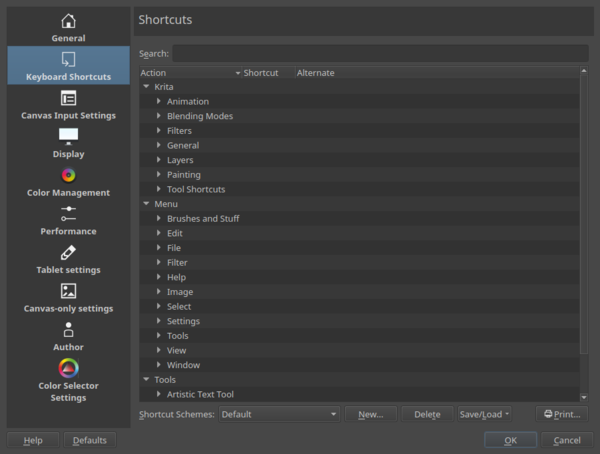 General
Keyboard Shortcuts
Canvas Input Settings
Display
Color Management
Performance
Tablet settings
Canvas-only settings
Author
Color Selector
Settings
Shortcuts
Search:
Action Shortcut Alternate
Krita
Animation
Blending Modes
Filters
General
Layers
Painting
Tool Shortcuts
Menu
Brushes and Stuff
Edit
File
Filter
Help
Image
Select
Settings
Tools
View
Window
Tools
Artistic Text Tool
Shortcut Schemes: Default New... Delete Save/Load Print...
Help Defaults OK Cancel